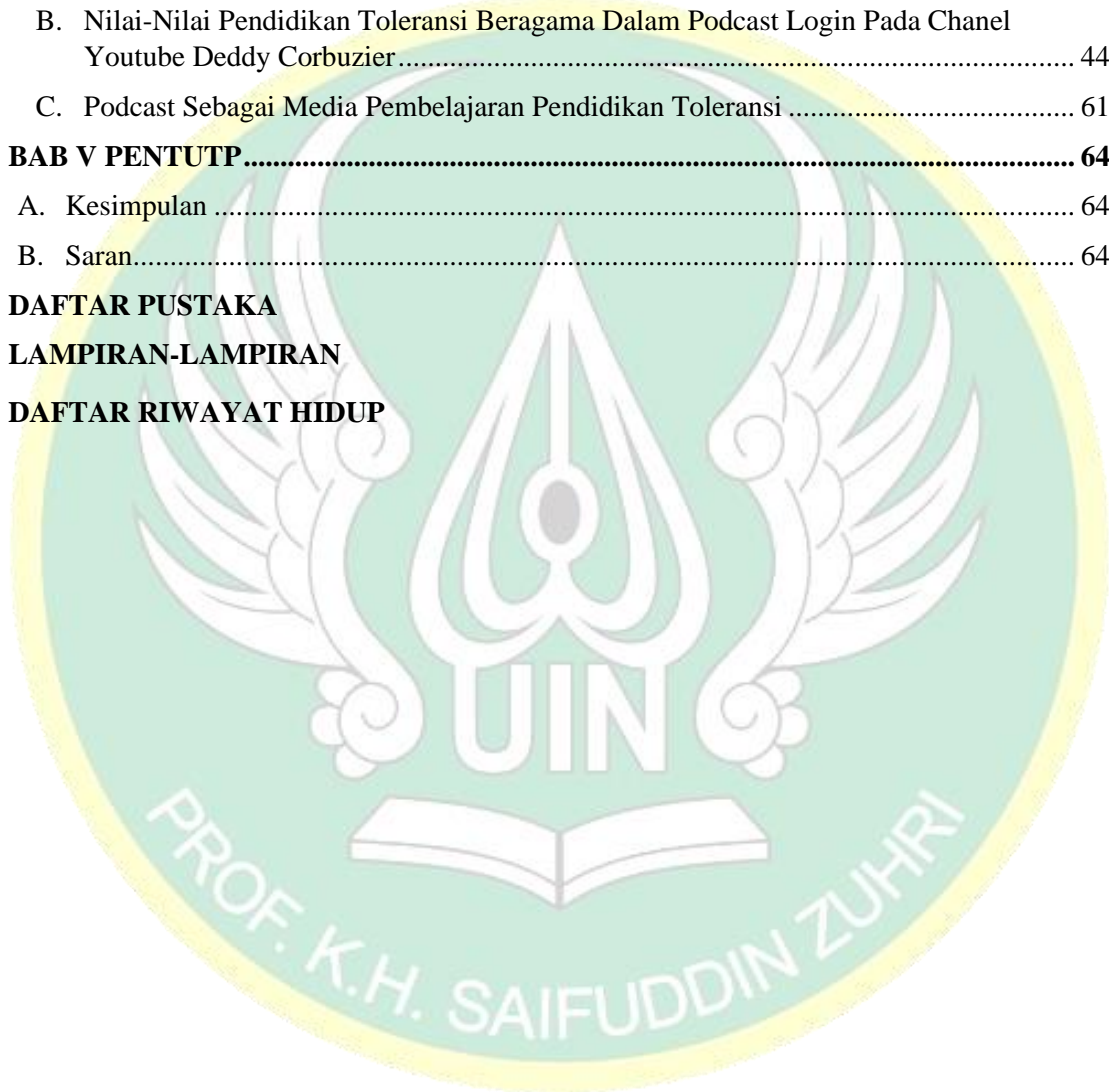 B. Nilai-Nilai Pendidikan Toleransi Beragama Dalam Podcast Login Pada Chanel
Youtube Deddy Corbuzier........................................................................ 44
C. Podcast Sebagai Media Pembelajaran Pendidikan Toleransi .............................. 61
BAB V PENTUTP........................................................................................ 64
A. Kesimpulan ........................................................................................... 64
B. Saran.................................................................................................... 64
DAFTAR PUSTAKA
LAMPIRAN-LAMPIRAN
DAFTAR RIWAYAT HIDUP
UIN
PROF. K.H. SAIFUDDIN ZUHRI